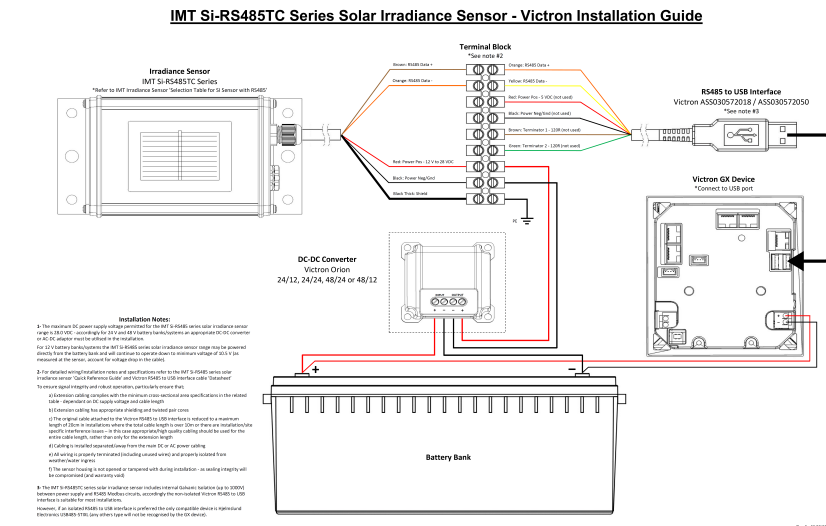 IMT Si-RS485TC Series Solar Irradiance Sensor - Victron Installation Guide
Irradiance Sensor
IMT Si-RS485TC Series
*Refer to IMT Irradiance Sensor 'Selection Table for Si Sensor with RS485'
Terminal Block
*See note #2
Brown: RS485 Data +
Orange: RS485 Data -
Red: Power Pos - 12 V to 28 VDC
Black: Power Neg/Gnd
Black Thick: Shield
Orange: RS485 Data +
Yellow: RS485 Data -
Red: Power Pos - 5 VDC (not used)
Black: Power Neg/Gnd (not used)
Brown: Terminator 1 - 120R (not used)
Green: Terminator 2 - 120R (not used)
PE
RS485 to USB Interface
Victron ASS030572018 / ASS030572050
*See note #3
Victron GX Device
*Connect to USB port
DC-DC Converter
Victron Orion
24/12, 24/24, 48/24 or 48/12
INPUT OUTPUT
+ - - +
+ −
Battery Bank
Installation Notes:
1- The maximum DC power supply voltage permitted for the IMT Si-RS485 series solar irradiance sensor
range is 28.0 VDC - accordingly for 24 V and 48 V battery banks/systems an appropriate DC-DC converter
or AC-DC adaptor must be utilised in the installation.
For 12 V battery banks/systems the IMT Si-RS485 series solar irradiance sensor range may be powered
directly from the battery bank and will continue to operate down to minimum voltage of 10.5 V (as
measured at the sensor, account for voltage drop in the cable).
2- For detailed wiring/installation notes and specifications refer to the IMT Si-RS485 series solar
irradiance sensor 'Quick Reference Guide' and Victron RS485 to USB interface cable 'Datasheet'
To ensure signal integrity and robust operation, particularly ensure that;
a) Extension cabling complies with the minimum cross-sectional area specifications in the related
table - dependant on DC supply voltage and cable length
b) Extension cabling has appropriate shielding and twisted pair cores
c) The original cable attached to the Victron RS485 to USB interface is reduced to a maximum
length of 20cm in installations where the total cable length is over 10m or there are installation/site
specific interference issues – in this case appropriate/high quality cabling should be used for the
entire cable length, rather than only for the extension length
d) Cabling is installed separated/away from the main DC or AC power cabling
e) All wiring is properly terminated (including unused wires) and properly isolated from
weather/water ingress
f) The sensor housing is not opened or tampered with during installation - as sealing integrity will
be compromised (and warranty void)
3- The IMT Si-RS485TC series solar irradiance sensor includes internal Galvanic Isolation (up to 1000V)
between power supply and RS485 Modbus circuits, accordingly the non-isolated Victron RS485 to USB
interface is suitable for most installations.
However, if an isolated RS485 to USB interface is preferred the only compatible device is Hjelmslund
Electronics USB485-STIXL (any others type will not be recognised by the GX device).